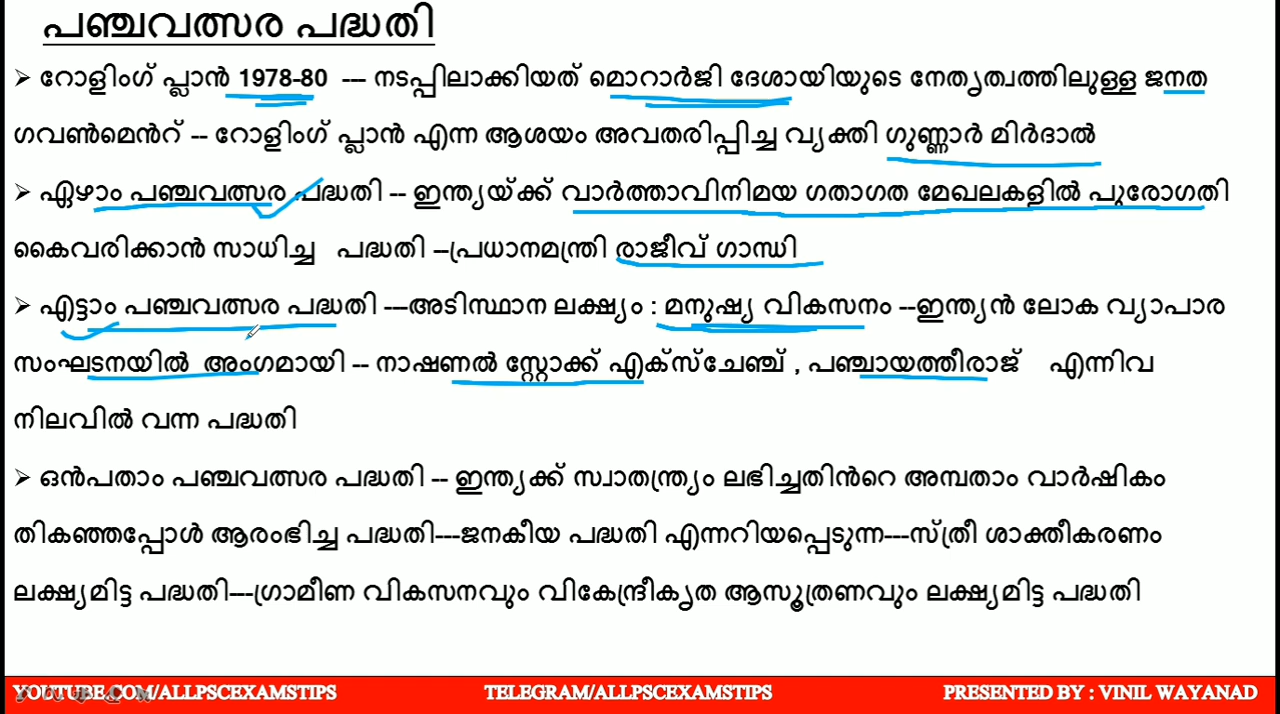 പഞ്ചവത്സര പദ്ധതി
➢ റോളിംഗ് പ്ലാൻ 1978-80 --- നടപ്പിലാക്കിയത് മൊറാർജി ദേശായിയുടെ നേതൃത്വത്തിലുള്ള ജനത
ഗവൺമെൻറ് -- റോളിംഗ് പ്ലാൻ എന്ന ആശയം അവതരിപ്പിച്ച വ്യക്തി ഗുണ്ണാർ മിർദാൽ
➢ ഏഴാം പഞ്ചവത്സര പദ്ധതി -- ഇന്ത്യയ്ക്ക് വാർത്താവിനിമയ ഗതാഗത മേഖലകളിൽ പുരോഗതി
കൈവരിക്കാൻ സാധിച്ച പദ്ധതി --പ്രധാനമന്ത്രി രാജീവ് ഗാന്ധി
➢ എട്ടാം പഞ്ചവത്സര പദ്ധതി ---അടിസ്ഥാന ലക്ഷ്യം : മനുഷ്യ വികസനം --ഇന്ത്യൻ ലോക വ്യാപാര
സംഘടനയിൽ അംഗമായി -- നാഷണൽ സ്റ്റോക്ക് എക്സ്ചേഞ്ച് , പഞ്ചായത്തീരാജ് എന്നിവ
നിലവിൽ വന്ന പദ്ധതി
➢ ഒൻപതാം പഞ്ചവത്സര പദ്ധതി -- ഇന്ത്യക്ക് സ്വാതന്ത്ര്യം ലഭിച്ചതിൻറെ അമ്പതാം വാർഷികം
തികഞ്ഞപ്പോൾ ആരംഭിച്ച പദ്ധതി---ജനകീയ പദ്ധതി എന്നറിയപ്പെടുന്ന---സ്ത്രീ ശാക്തീകരണം
ലക്ഷ്യമിട്ട പദ്ധതി---ഗ്രാമീണ വികസനവും വികേന്ദ്രീകൃത ആസൂത്രണവും ലക്ഷ്യമിട്ട പദ്ധതി
YOUTUBE.COM/ALLPSCEXAMSTIPS TELEGRAM/ALLPSCEXAMSTIPS PRESENTED BY : VINIL WAYANAD